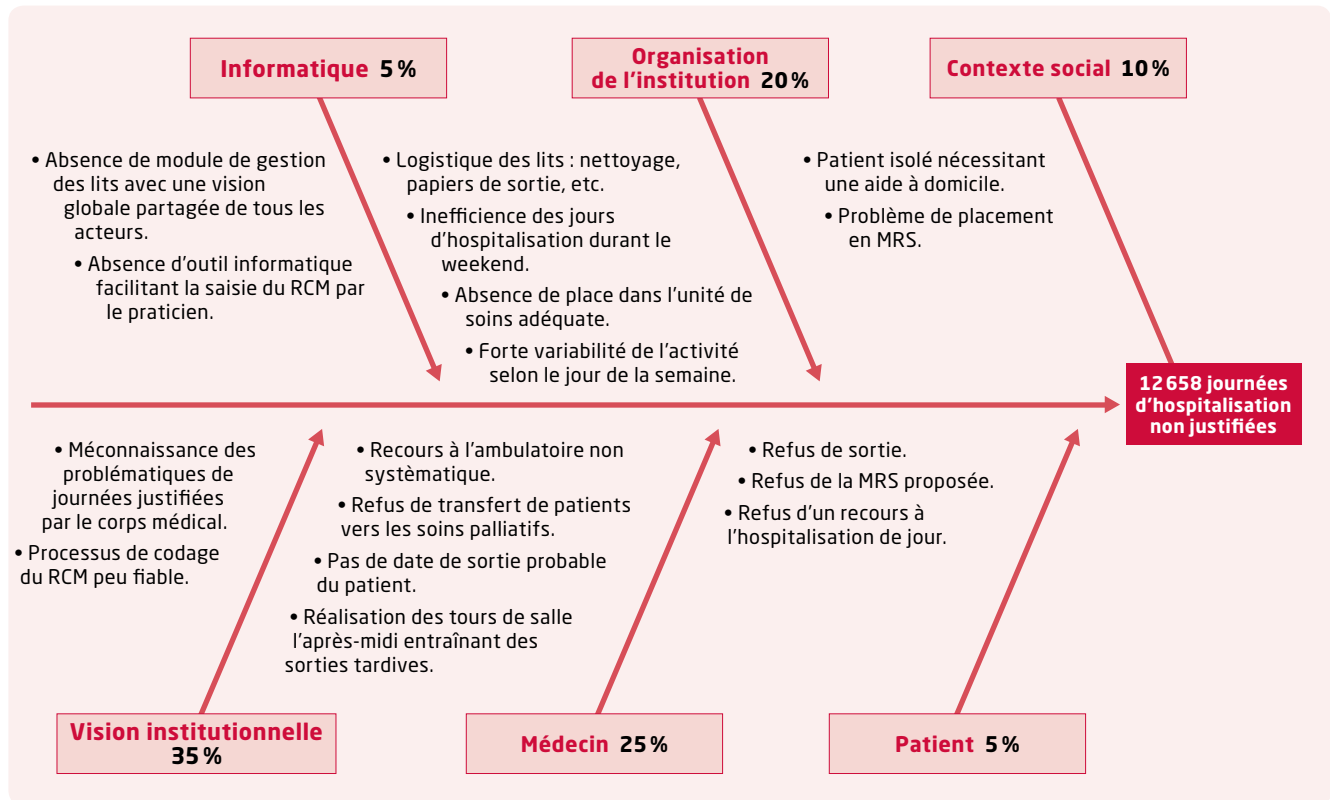 Informatique 5 %
Organisation
de l'institution 20 %
Contexte social 10 %
• Absence de module de gestion
des lits avec une vision
globale partagée de tous les
acteurs.
• Absence d'outil informatique
facilitant la saisie du RCM par
le praticien.
• Logistique des lits : nettoyage,
papiers de sortie, etc.
• Inefficience des jours
d'hospitalisation durant le
weekend.
• Absence de place dans l'unité de
soins adéquate.
• Forte variabilité de l'activité
selon le jour de la semaine.
• Patient isolé nécessitant
une aide à domicile.
• Problème de placement
en MRS.
12 658 journées
d'hospitalisation
non justifiées
• Méconnaissance des
problématiques de
journées justifiées
par le corps médical.
• Processus de codage
du RCM peu fiable.
• Recours à l'ambulatoire non
systèmatique.
• Refus de transfert de patients
vers les soins palliatifs.
• Pas de date de sortie probable
du patient.
• Réalisation des tours de salle
l'après-midi entraînant des
sorties tardives.
• Refus de sortie.
• Refus de la MRS proposée.
• Refus d'un recours à
l'hospitalisation de jour.
Vision institutionnelle
35 %
Médecin 25 %
Patient 5 %